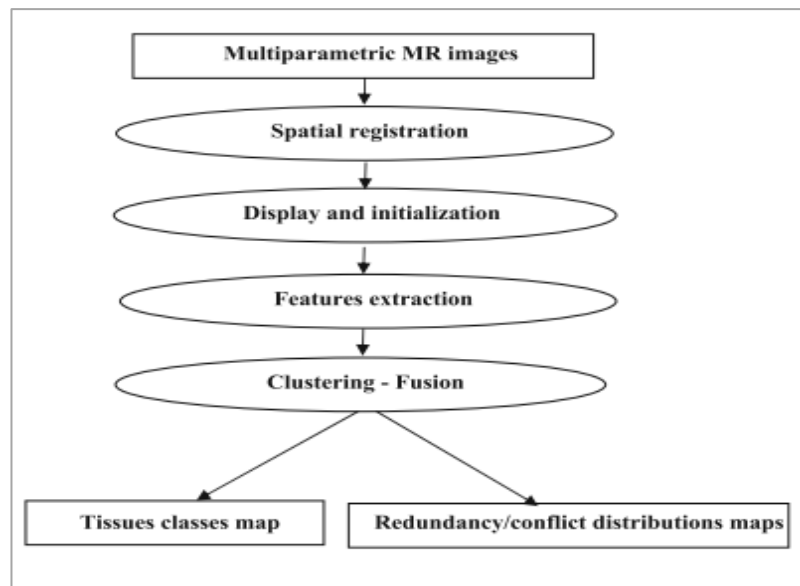 Multiparametric MR images
Spatial registration
Display and initialization
Features extraction
Clustering - Fusion
Tissues classes map
Redundancy/conflict distributions maps